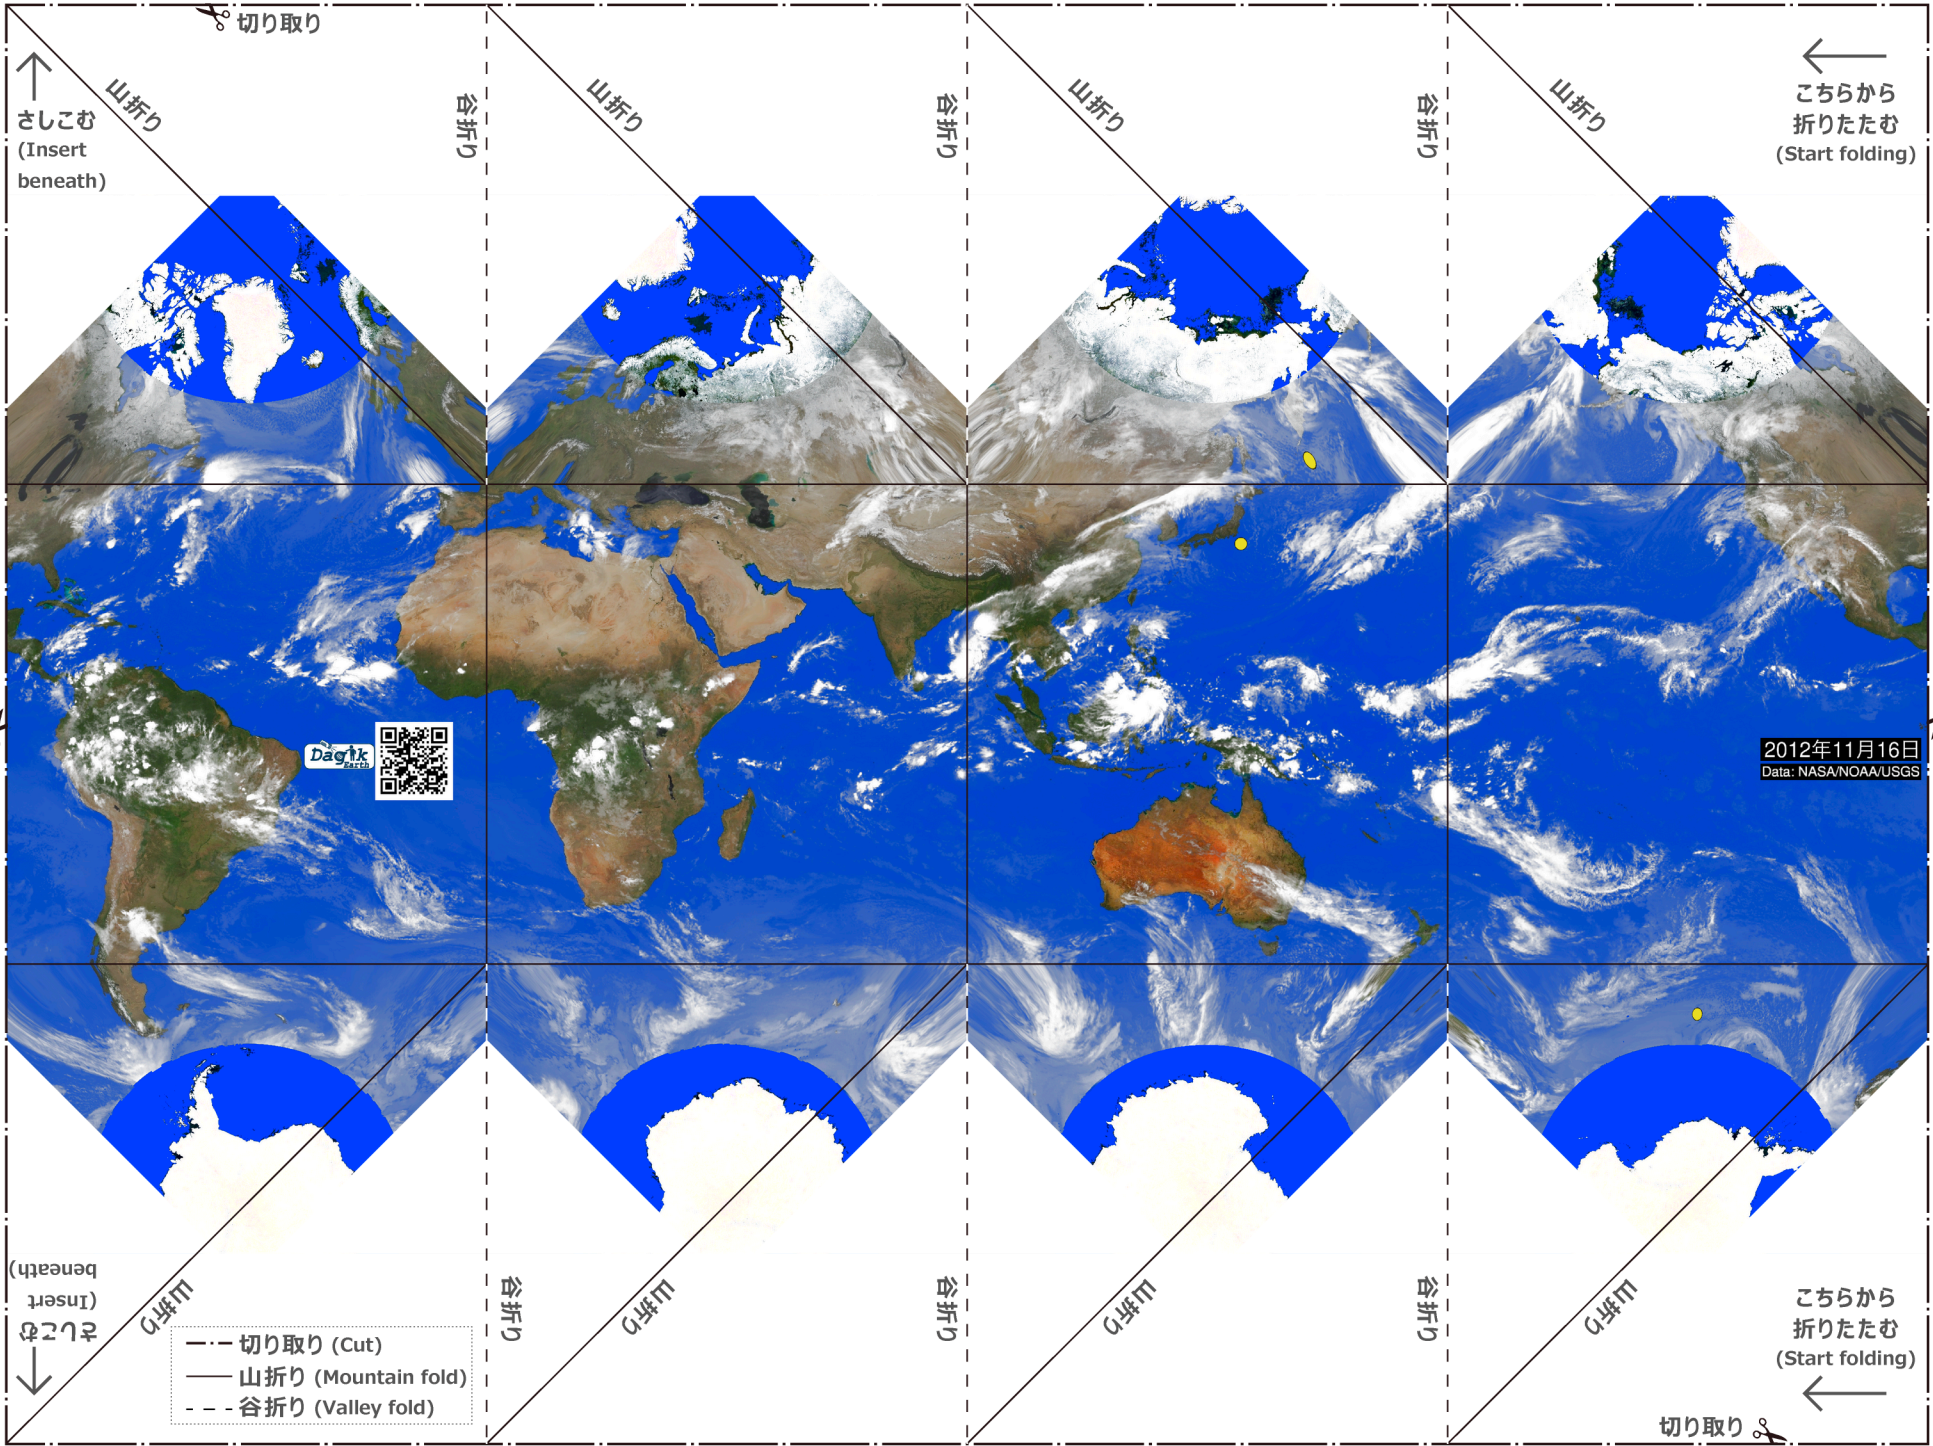 切り取り
山折り
谷折り
山折り
谷折り
山折り
谷折り
山折り
さしこむ
(Insert
beneath)
こちらから
折りたたむ
(Start folding)
Dagik
Earth
2012年11月16日
Data: NASA/NOAA/USGS
さしこむ
(Insert
beneath)
山折り
谷折り
山折り
谷折り
山折り
谷折り
山折り
切り取り (Cut)
山折り (Mountain fold)
谷折り (Valley fold)
こちらから
折りたたむ
(Start folding)
切り取り